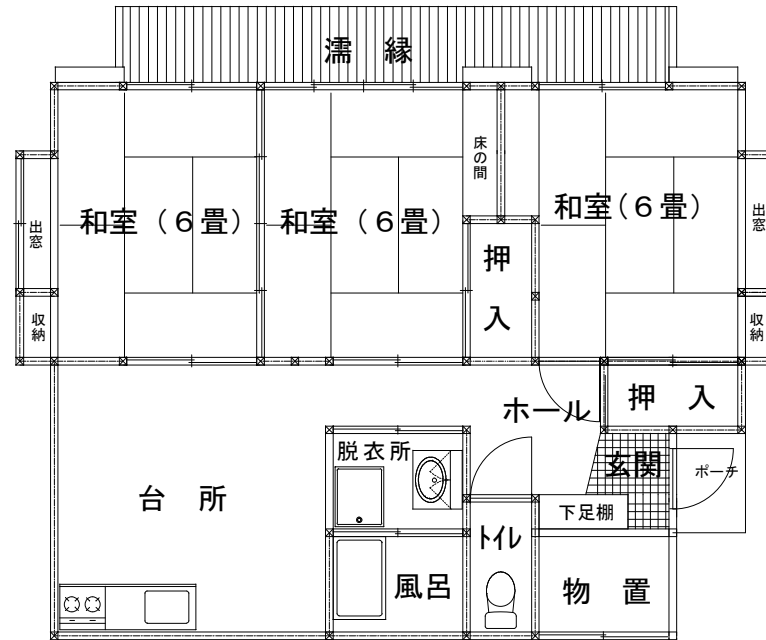 濡縁
床の間
和室（６畳）
和室（６畳）
和室（６畳）
出窓
出窓
押入
収納
収納
ホール
押入
脱衣所
玄関
ポーチ
台所
下足棚
トイレ
風呂
物置